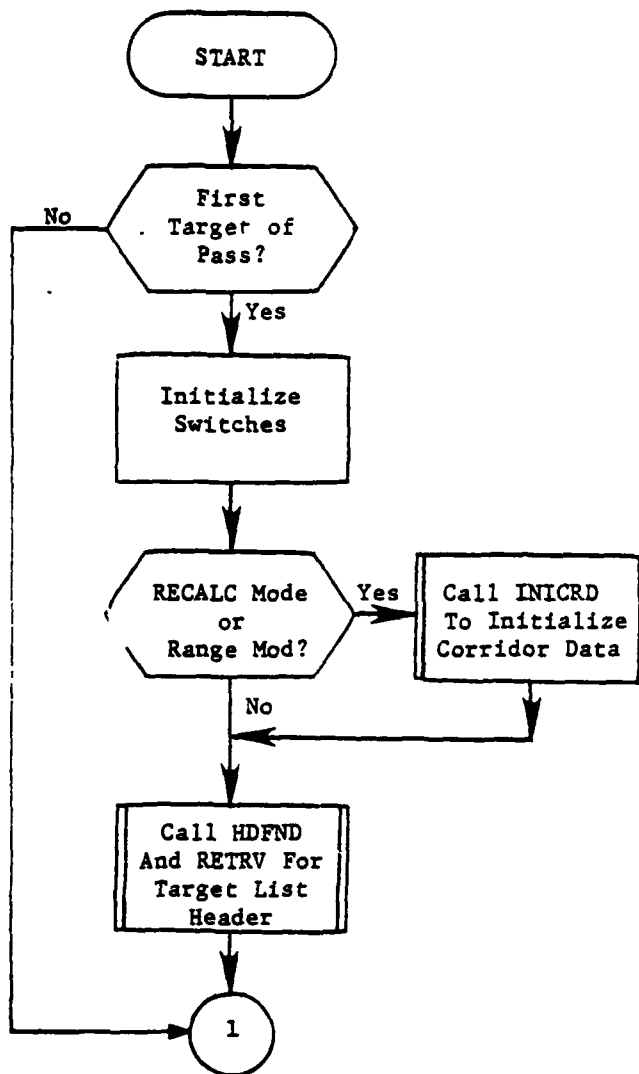 START
First
Target of
Pass?
No
Yes
Initialize
Switches
RECALC Mode
or
Range Mod?
Yes
Call INICRD
To Initialize
Corridor Data
No
Call HDFND
And RETRV For
Target List
Header
1